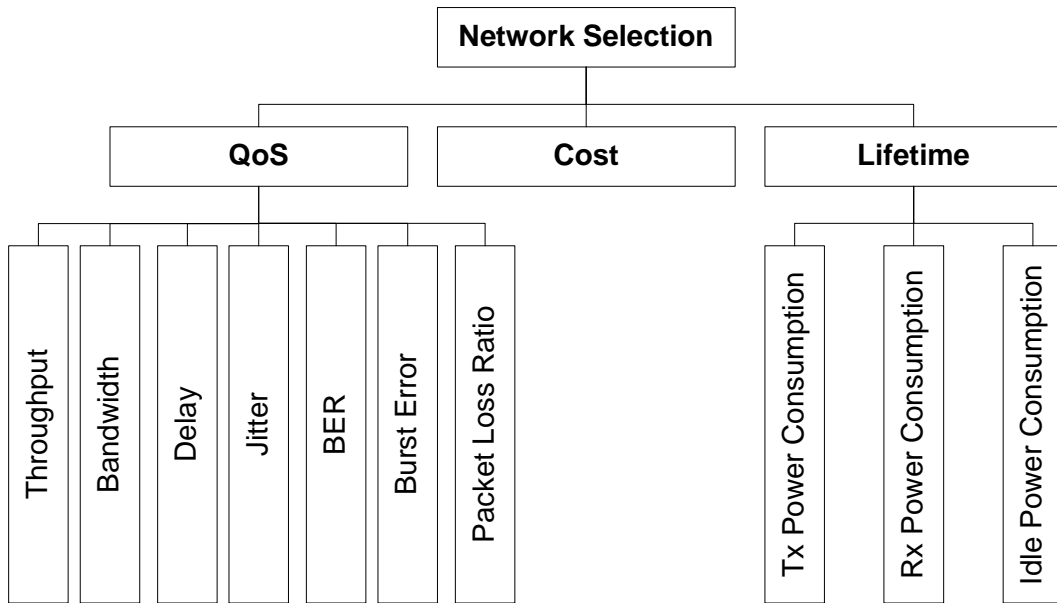 Network Selection
QoS
Cost
Lifetime
Throughput
Bandwidth
Delay
Jitter
BER
Burst Error
Packet Loss Ratio
Tx Power Consumption
Rx Power Consumption
Idle Power Consumption